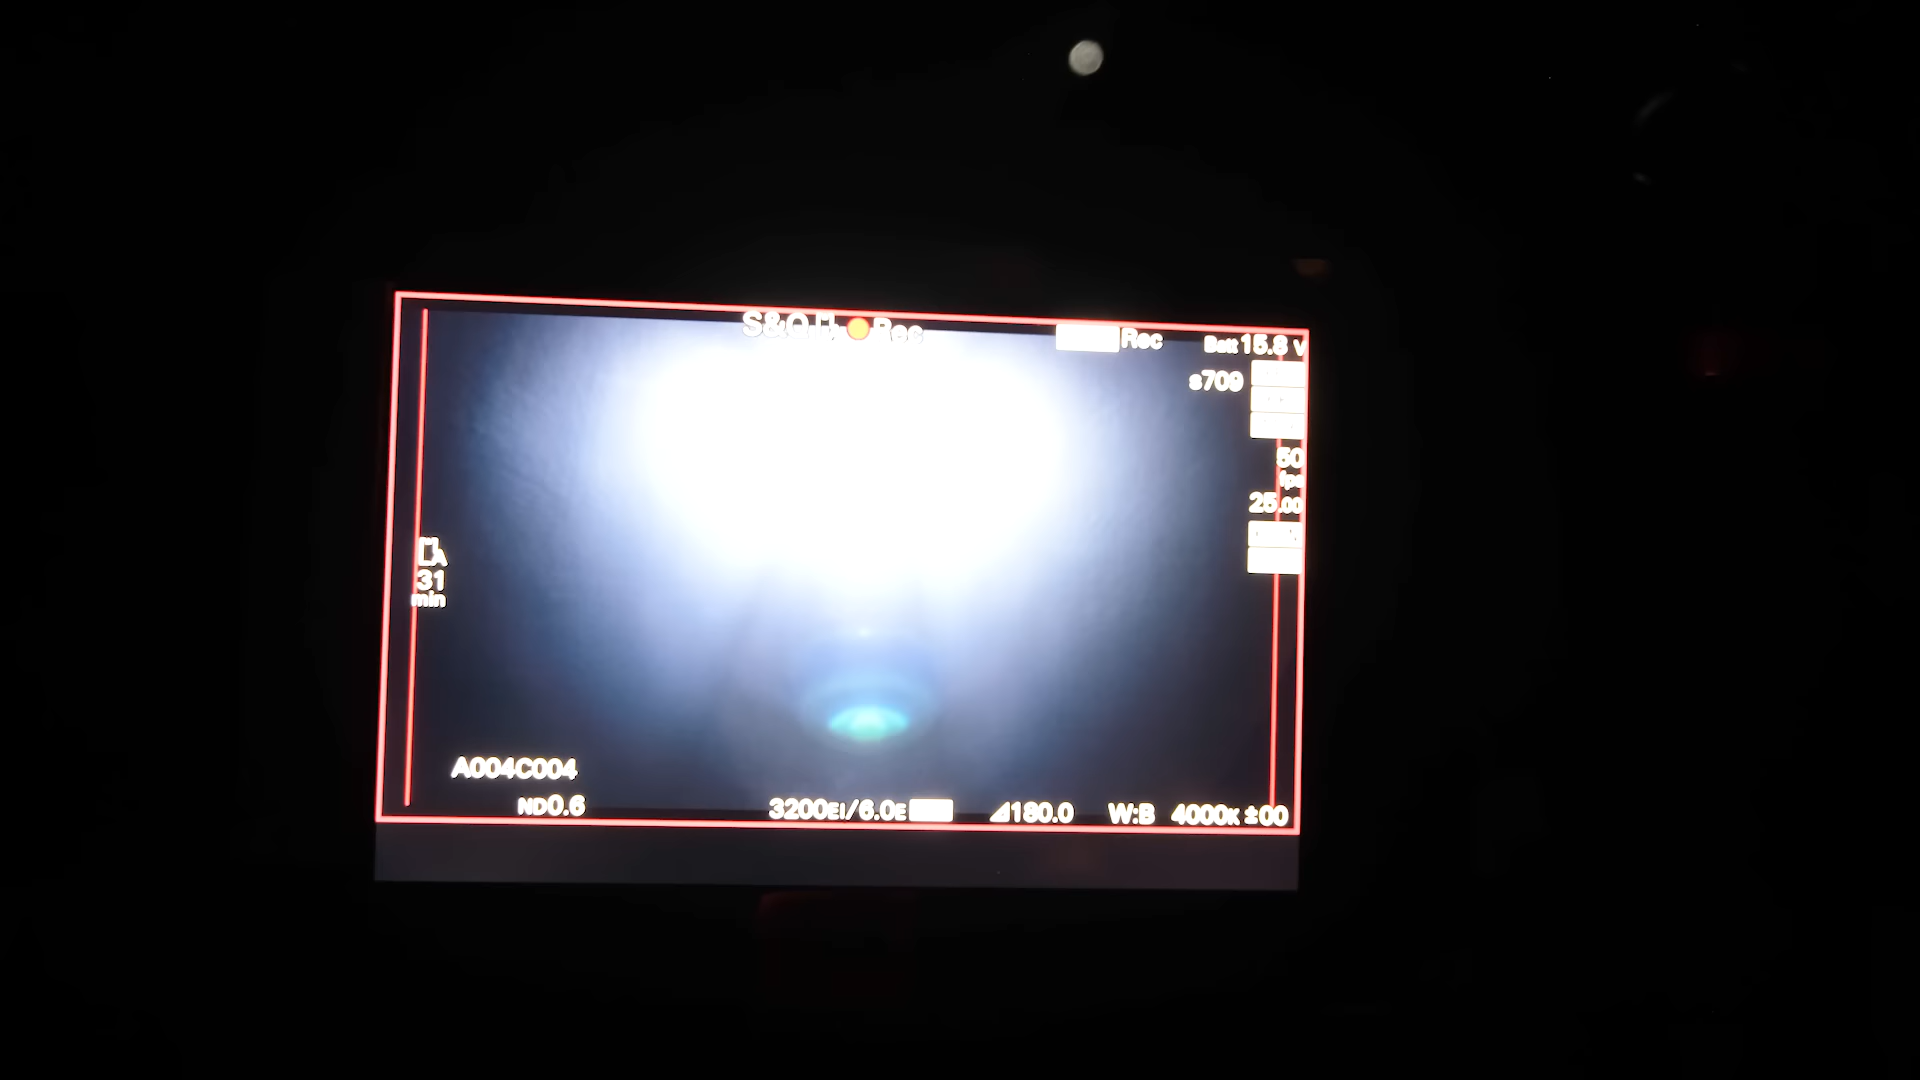 S&Q Rec Rec Batt 15.8 V
s709
50
fps
25.00
A
31
min
A004C004
ND0.6 3200EI/6.0E 180.0 W:B 4000K ±00